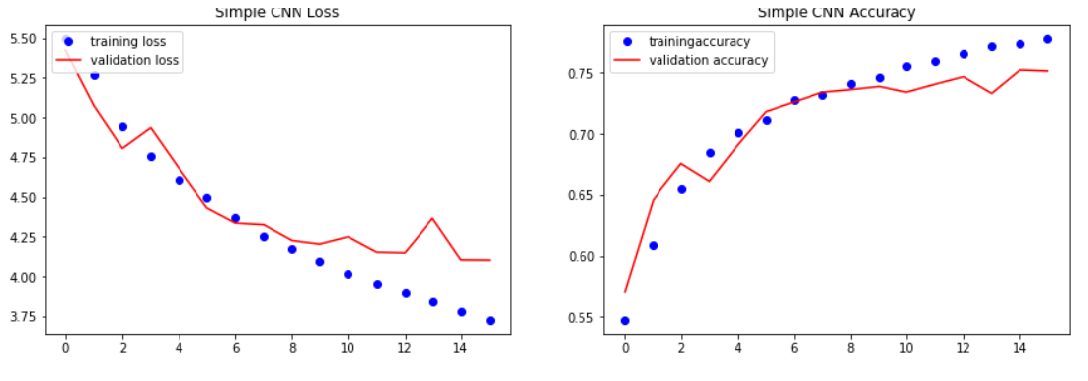 Simple CNN Loss
5.50
5.25
5.00
4.75
4.50
4.25
4.00
3.75
training loss
validation loss
0 2 4 6 8 10 12 14
Simple CNN Accuracy
0.75
0.70
0.65
0.60
0.55
trainingaccuracy
validation accuracy
0 2 4 6 8 10 12 14